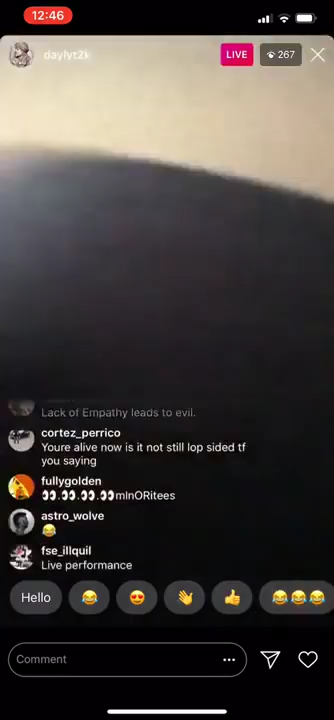 12:46
daylyt2k
LIVE
267
Lack of Empathy leads to evil.
cortez_perrico
Youre alive now is it not still lop sided tf
you saying
fullygolden
👀.👀.👀.👀mInORitees
astro_wolve
😂
fse_illquil
Live performance
Hello 😂 😍 👋 👍 😂😂😂
Comment